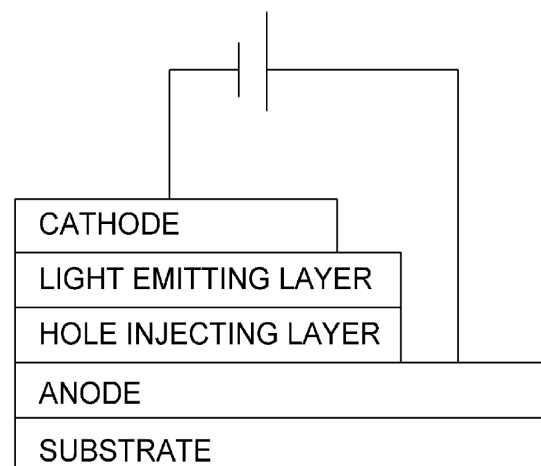 CATHODE
LIGHT EMITTING LAYER
HOLE INJECTING LAYER
ANODE
SUBSTRATE